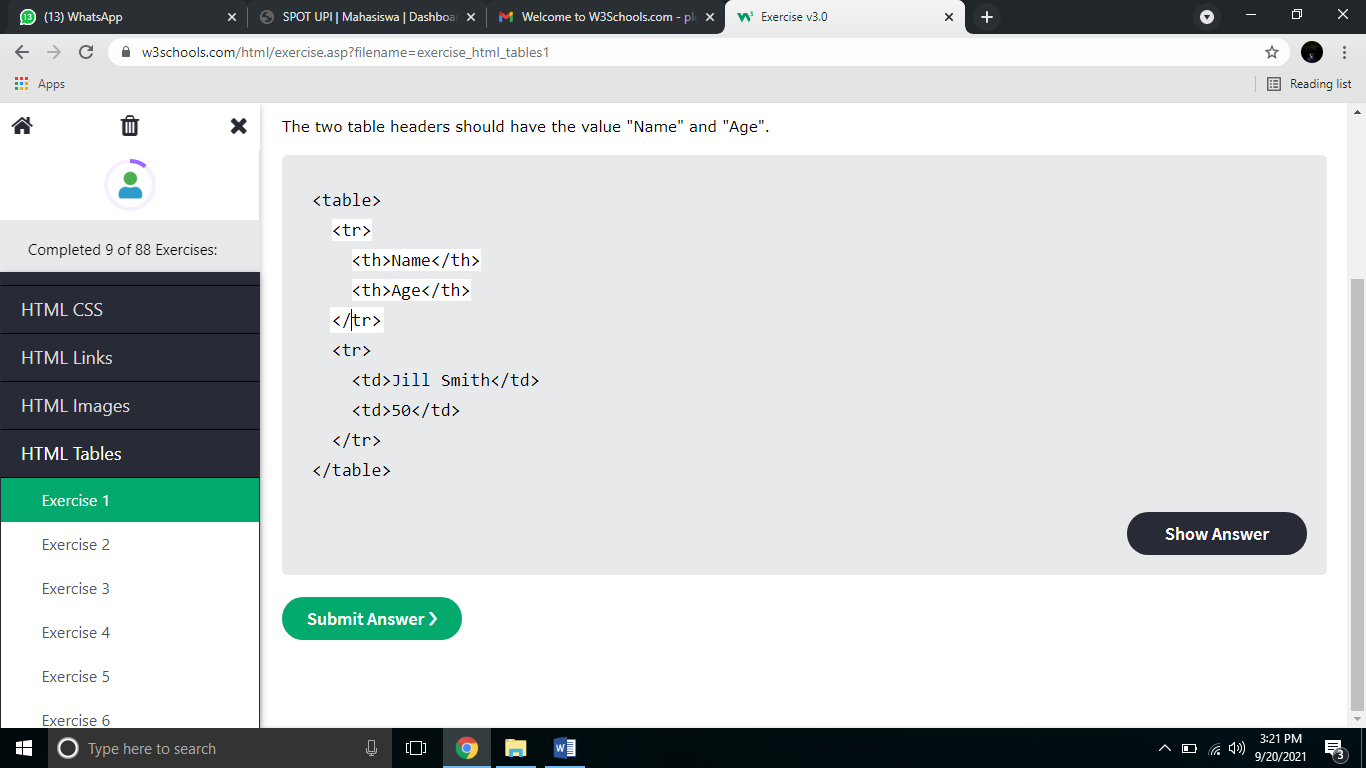 13 (13) WhatsApp
SPOT UPI | Mahasiswa | Dashboa
Welcome to W3Schools.com - pl
Exercise v3.0
w3schools.com/html/exercise.asp?filename=exercise_html_tables1
Apps
Reading list
The two table headers should have the value "Name" and "Age".
Completed 9 of 88 Exercises:
HTML CSS
HTML Links
HTML Images
HTML Tables
Exercise 1
Exercise 2
Exercise 3
Exercise 4
Exercise 5
Exercise 6
<table>
<tr>
<th>Name</th>
<th>Age</th>
</tr>
<tr>
<td>Jill Smith</td>
<td>50</td>
</tr>
</table>
Show Answer
Submit Answer ❯
Type here to search
3:21 PM
9/20/2021
3